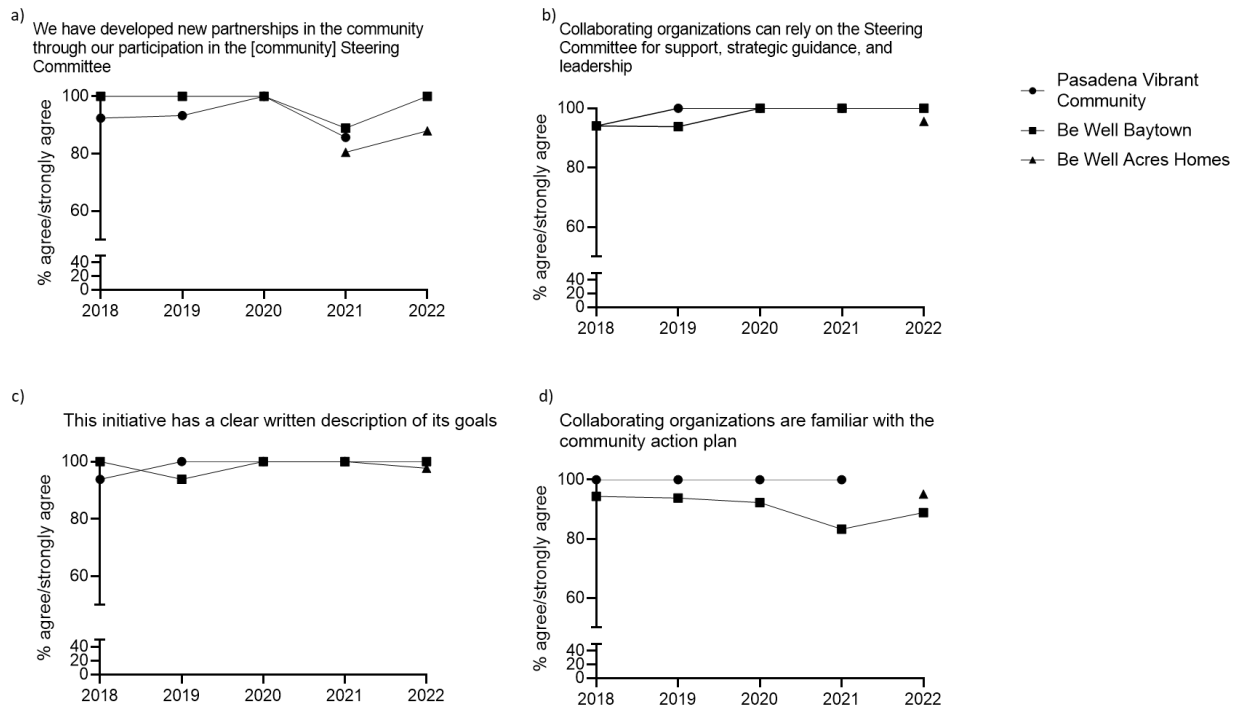 a)
We have developed new partnerships in the community
through our participation in the [community] Steering
Committee
% agree/strongly agree
100
80
60
40
20
0
2018 2019 2020 2021 2022
b)
Collaborating organizations can rely on the Steering
Committee for support, strategic guidance, and
leadership
% agree/strongly agree
100
80
60
40
20
0
2018 2019 2020 2021 2022
Pasadena Vibrant
Community
Be Well Baytown
Be Well Acres Homes
c)
This initiative has a clear written description of its goals
% agree/strongly agree
100
80
60
40
20
0
2018 2019 2020 2021 2022
d)
Collaborating organizations are familiar with the
community action plan
% agree/strongly agree
100
80
60
40
20
0
2018 2019 2020 2021 2022